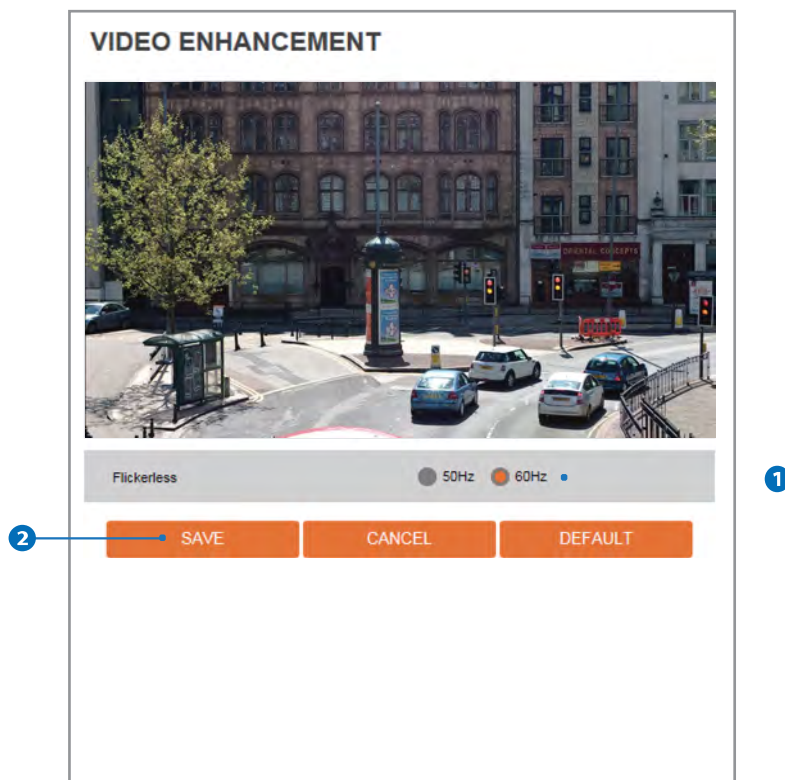 VIDEO ENHANCEMENT
ORIENTAL CONCEPTS
Flickerless 50Hz 60Hz
1
2
SAVE CANCEL DEFAULT